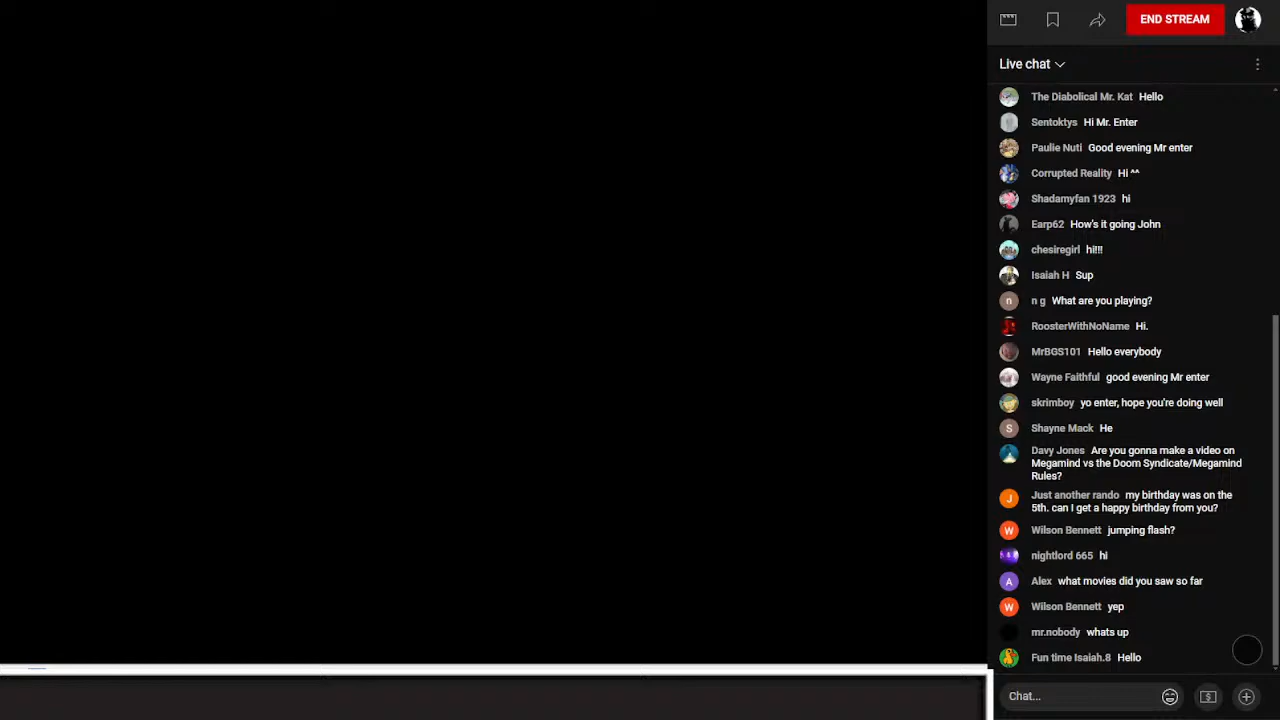 END STREAM
Live chat
The Diabolical Mr. Kat Hello
Sentoktys Hi Mr. Enter
Paulie Nuti Good evening Mr enter
Corrupted Reality Hi ^^
Shadamyfan 1923 hi
Earp62 How's it going John
chesiregirl hi!!!
Isaiah H Sup
n
n g What are you playing?
RoosterWithNoName Hi.
MrBGS101 Hello everybody
Wayne Faithful good evening Mr enter
skrimboy yo enter, hope you're doing well
S
Shayne Mack He
Davy Jones Are you gonna make a video on
Megamind vs the Doom Syndicate/Megamind
Rules?
J
Just another rando my birthday was on the
5th. can I get a happy birthday from you?
W
Wilson Bennett jumping flash?
nightlord 665 hi
A
Alex what movies did you saw so far
W
Wilson Bennett yep
mr.nobody whats up
Fun time Isaiah.8 Hello
Chat...
$